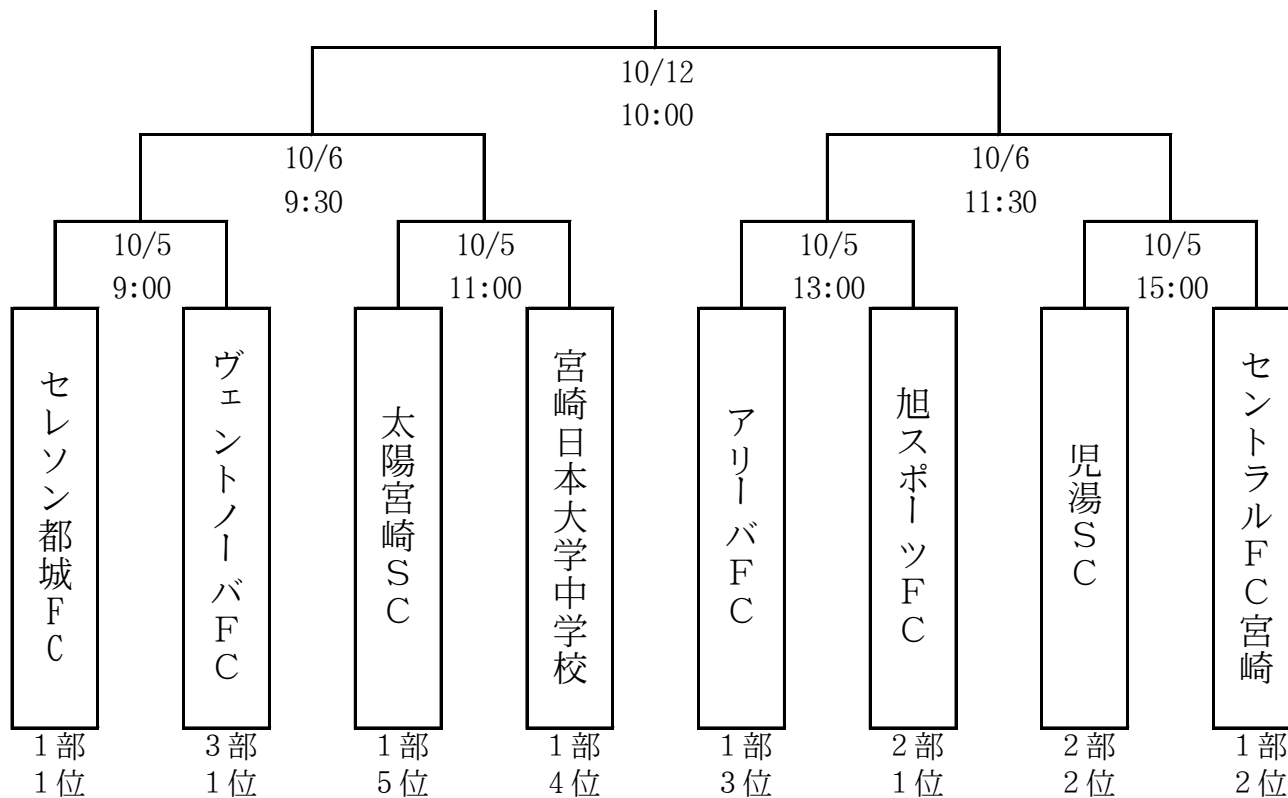 10/12
10:00
10/6
9:30
10/6
11:30
10/5
9:00
10/5
11:00
10/5
13:00
10/5
15:00
セレソン都城FC
ヴェントノーバFC
太陽宮崎SC
宮崎日本大学中学校
アリーバFC
旭スポーツFC
児湯SC
セントラルFC宮崎
1部
1位
3部
1位
1部
5位
1部
4位
1部
3位
2部
1位
2部
2位
1部
2位